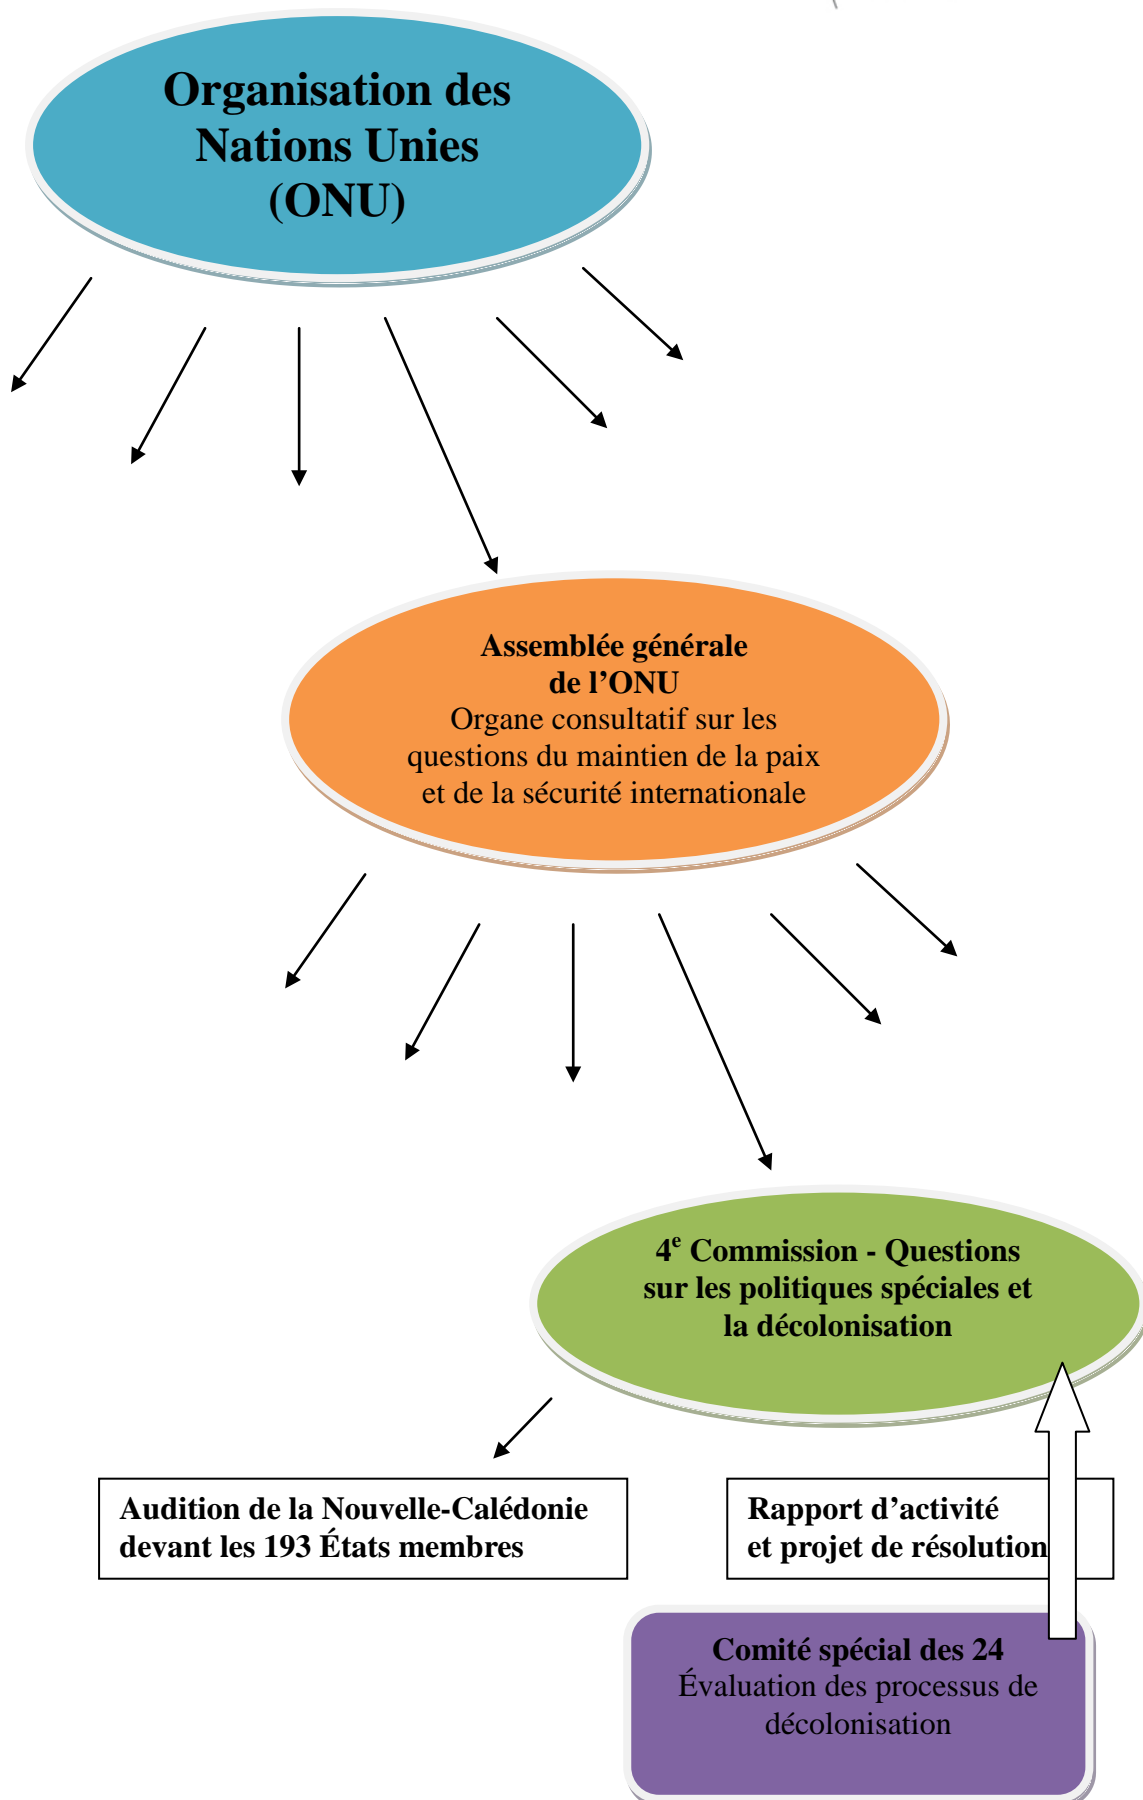 Organisation des
Nations Unies
(ONU)
Assemblée générale
de l’ONU
Organe consultatif sur les
questions du maintien de la paix
et de la sécurité internationale
4e Commission - Questions
sur les politiques spéciales et
la décolonisation
Audition de la Nouvelle-Calédonie
devant les 193 États membres
Rapport d’activité
et projet de résolution
Comité spécial des 24
Évaluation des processus de
décolonisation